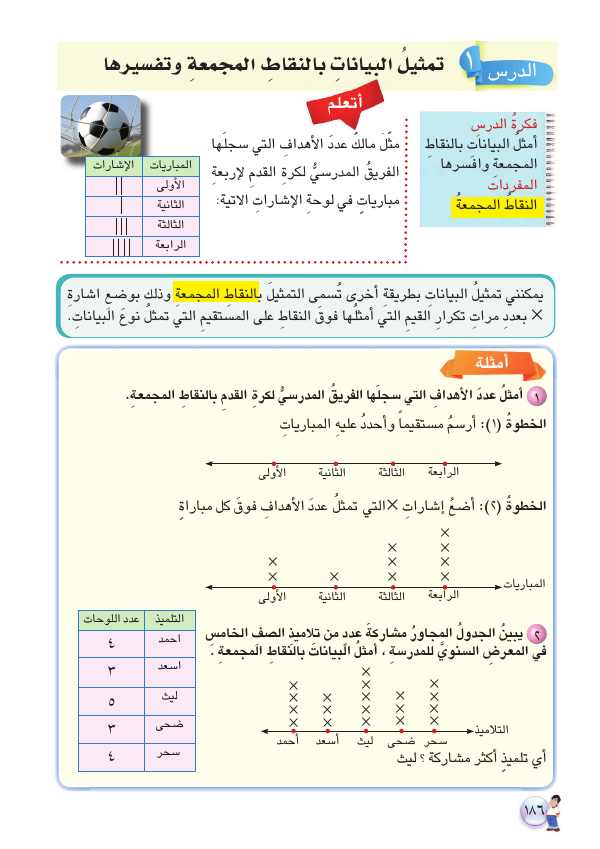 الدرس ١
تمثيلُ البياناتِ بالنقاطِ المجمعةِ وتفسيرها
فكرةُ الدرس
أمثل البيانات بالنقاط
المجمعة وافسرها
المفردات
النقاطُ المجمعةُ
أتعلم
مثّلَ مالكٌ عددَ الأهدافِ التي سجلَها
الفريقُ المدرسيُّ لكرةِ القدمِ لاربعةِ
مبارياتٍ في لوحةِ الإشاراتِ الاتية:
المباريات الإشارات
الأولى ||
الثانية |
الثالثة |||
الرابعة ||||
يمكنني تمثيلُ البياناتِ بطريقةٍ أخرى تُسمى التمثيلَ بالنقاطِ المجمعة وذلك بوضعِ اشارةِ
× بعددِ مراتِ تكرارِ القيمِ التي أمثلُها فوقَ النقاطِ على المستقيمِ التي تمثلُ نوعَ البياناتِ.
أمثلة
١ أمثلُ عددَ الأهدافِ التي سجلَها الفريقُ المدرسيُّ لكرةِ القدمِ بالنقاطِ المجمعةِ.
الخطوةُ (١): أرسمُ مستقيماً وأحددُ عليهِ المبارياتِ
الرابعة الثالثة الثانية الأولى
الخطوةُ (٢): أضعُ إشاراتِ × التي تمثلُ عددَ الأهدافِ فوقَ كل مباراةٍ
× × × × × × × × × ×
المباريات الرابعة الثالثة الثانية الأولى
٢ يبينُ الجدولُ المجاورُ مشاركةَ عدد من تلاميذِ الصف الخامس
في المعرضِ السنويِّ للمدرسةِ ، أمثلُ البياناتَ بالنقاطِ المجمعةِ .
التلميذ عدد اللوحات
احمد ٤
اسعد ٣
ليث ٥
ضحى ٣
سحر ٤
× × × × × × × × × × × × × × × × × × ×
التلاميذ سحر ضحى ليث أسعد أحمد
أي تلميذٍ أكثر مشاركة ؟ ليث
١٨٦